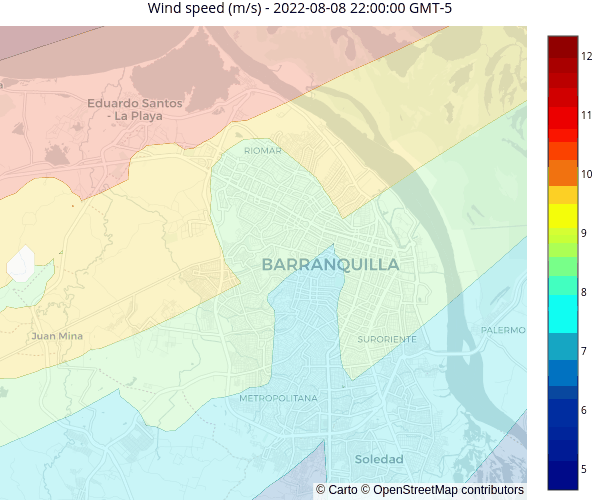 Wind speed (m/s) - 2022-08-08 22:00:00 GMT-5
Eduardo Santos
- La Playa
RIOMAR
BARRANQUILLA
Juan Mina
SURORIENTE
PALERMO
METROPOLITANA
Soledad
12
11
10
9
8
7
6
5
© Carto © OpenStreetMap contributors